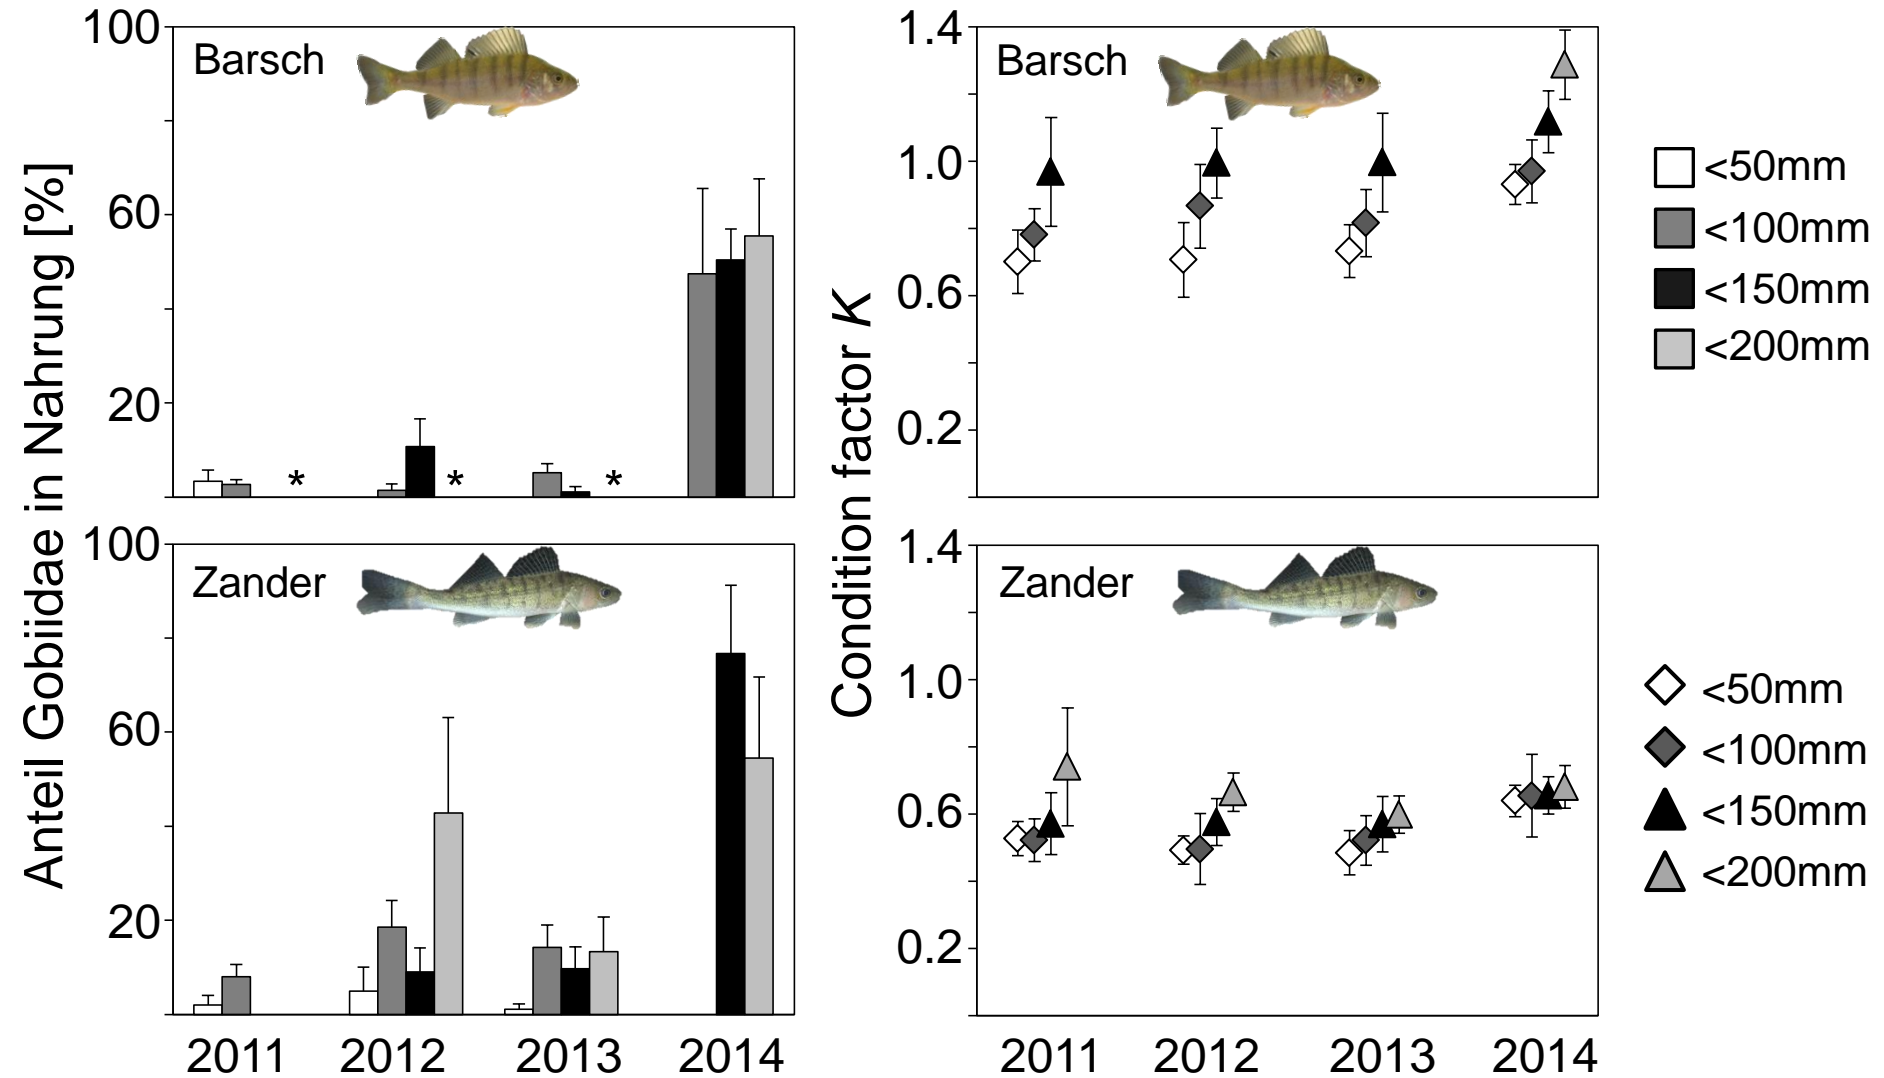 Anteil Gobiidae in Nahrung [%]
100
60
20
Barsch
*
*
*
100
60
20
Zander
2011
2012
2013
2014
Condition factor K
1.4
1.0
0.6
0.2
Barsch
1.4
1.0
0.6
0.2
Zander
2011
2012
2013
2014
<50mm
<100mm
<150mm
<200mm
<50mm
<100mm
<150mm
<200mm